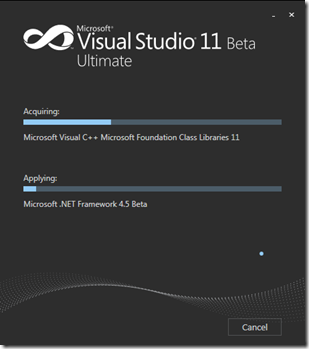 Microsoft®
Visual Studio® 11 Beta
Ultimate
Acquiring:
Microsoft Visual C++ Microsoft Foundation Class Libraries 11
Applying:
Microsoft .NET Framework 4.5 Beta
Cancel